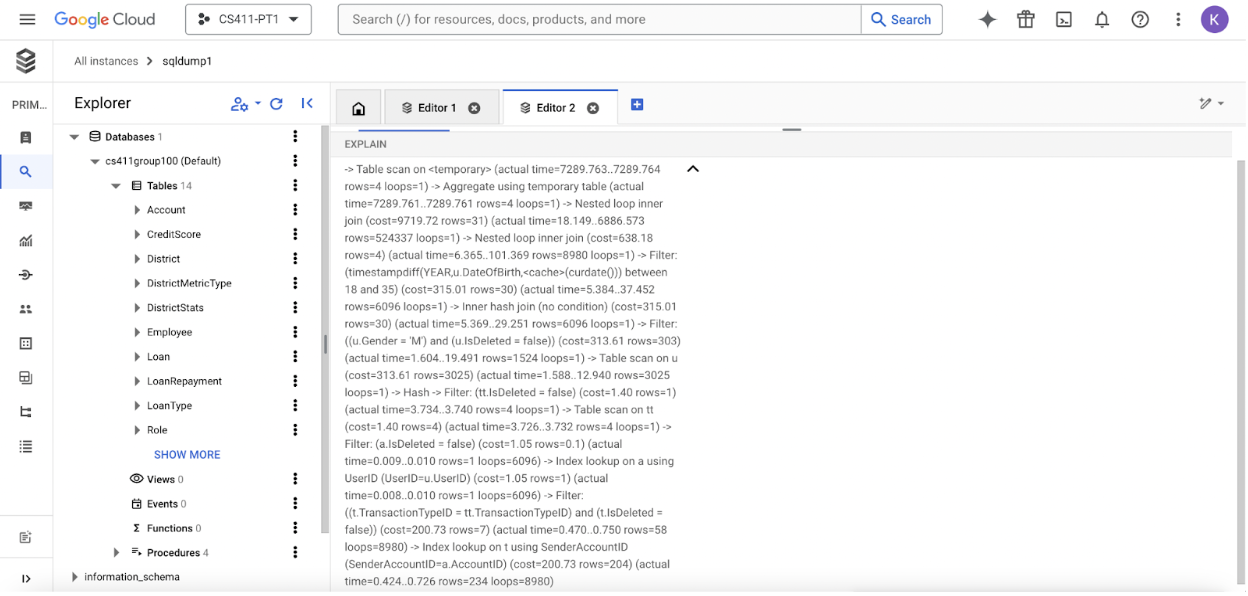 Google Cloud
CS411-PT1
Search (/) for resources, docs, products, and more
Search
K
All instances > sqldump1
PRIM...
Explorer
Editor 1
Editor 2
Databases 1
cs411group100 (Default)
Tables 14
Account
CreditScore
District
DistrictMetricType
DistrictStats
Employee
Loan
LoanRepayment
LoanType
Role
SHOW MORE
Views 0
Events 0
Functions 0
Procedures 4
information_schema
EXPLAIN
-> Table scan on <temporary> (actual time=7289.763..7289.764
rows=4 loops=1) -> Aggregate using temporary table (actual
time=7289.761..7289.761 rows=4 loops=1) -> Nested loop inner
join (cost=9719.72 rows=31) (actual time=18.149..6886.573
rows=524337 loops=1) -> Nested loop inner join (cost=638.18
rows=4) (actual time=6.365..101.369 rows=8980 loops=1) -> Filter:
(timestampdiff(YEAR,u.DateOfBirth,<cache>(curdate())) between
18 and 35) (cost=315.01 rows=30) (actual time=5.384..37.452
rows=6096 loops=1) -> Inner hash join (no condition) (cost=315.01
rows=30) (actual time=5.369..29.251 rows=6096 loops=1) -> Filter:
((u.Gender = 'M') and (u.IsDeleted = false)) (cost=313.61 rows=303)
(actual time=1.604..19.491 rows=1524 loops=1) -> Table scan on u
(cost=313.61 rows=3025) (actual time=1.588..12.940 rows=3025
loops=1) -> Hash -> Filter: (tt.IsDeleted = false) (cost=1.40 rows=1)
(actual time=3.734..3.740 rows=4 loops=1) -> Table scan on tt
(cost=1.40 rows=4) (actual time=3.726..3.732 rows=4 loops=1) ->
Filter: (a.IsDeleted = false) (cost=1.05 rows=0.1) (actual
time=0.009..0.010 rows=1 loops=6096) -> Index lookup on a using
UserID (UserID=u.UserID) (cost=1.05 rows=1) (actual
time=0.008..0.010 rows=1 loops=6096) -> Filter:
((t.TransactionTypeID = tt.TransactionTypeID) and (t.IsDeleted =
false)) (cost=200.73 rows=7) (actual time=0.470..0.750 rows=58
loops=8980) -> Index lookup on t using SenderAccountID
(SenderAccountID=a.AccountID) (cost=200.73 rows=204) (actual
time=0.424..0.726 rows=234 loops=8980)